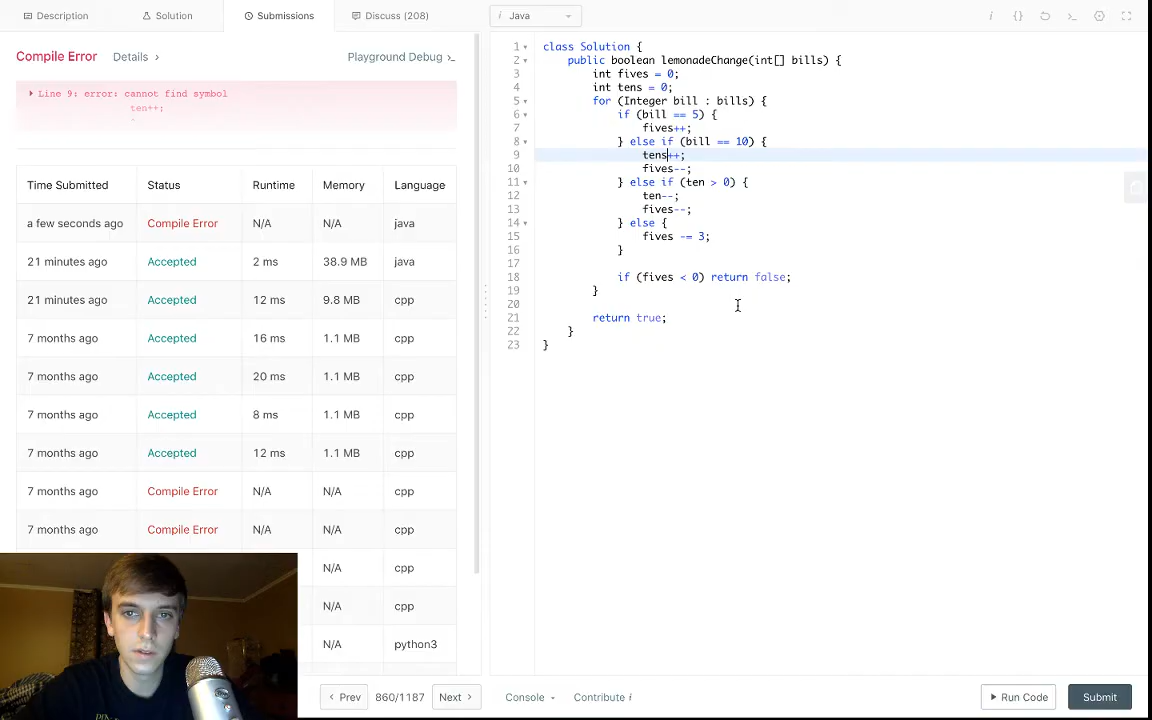 Description
Solution
Submissions
Discuss (208)
Java
i
{}
Compile Error
Details
Playground Debug
Line 9: error: cannot find symbol
ten++;
Time Submitted Status Runtime Memory Language
a few seconds ago Compile Error N/A N/A java
21 minutes ago Accepted 2 ms 38.9 MB java
21 minutes ago Accepted 12 ms 9.8 MB cpp
7 months ago Accepted 16 ms 1.1 MB cpp
7 months ago Accepted 20 ms 1.1 MB cpp
7 months ago Accepted 8 ms 1.1 MB cpp
7 months ago Accepted 12 ms 1.1 MB cpp
7 months ago Compile Error N/A N/A cpp
7 months ago Compile Error N/A N/A cpp
N/A cpp
N/A cpp
N/A python3
1 class Solution {
2 public boolean lemonadeChange(int[] bills) {
3 int fives = 0;
4 int tens = 0;
5 for (Integer bill : bills) {
6 if (bill == 5) {
7 fives++;
8 } else if (bill == 10) {
9 tens++;
10 fives--;
11 } else if (ten > 0) {
12 ten--;
13 fives--;
14 } else {
15 fives -= 3;
16 }
17
18 if (fives < 0) return false;
19 }
20
21 return true;
22 }
23 }
Prev
860/1187
Next
Console
Contribute i
Run Code
Submit